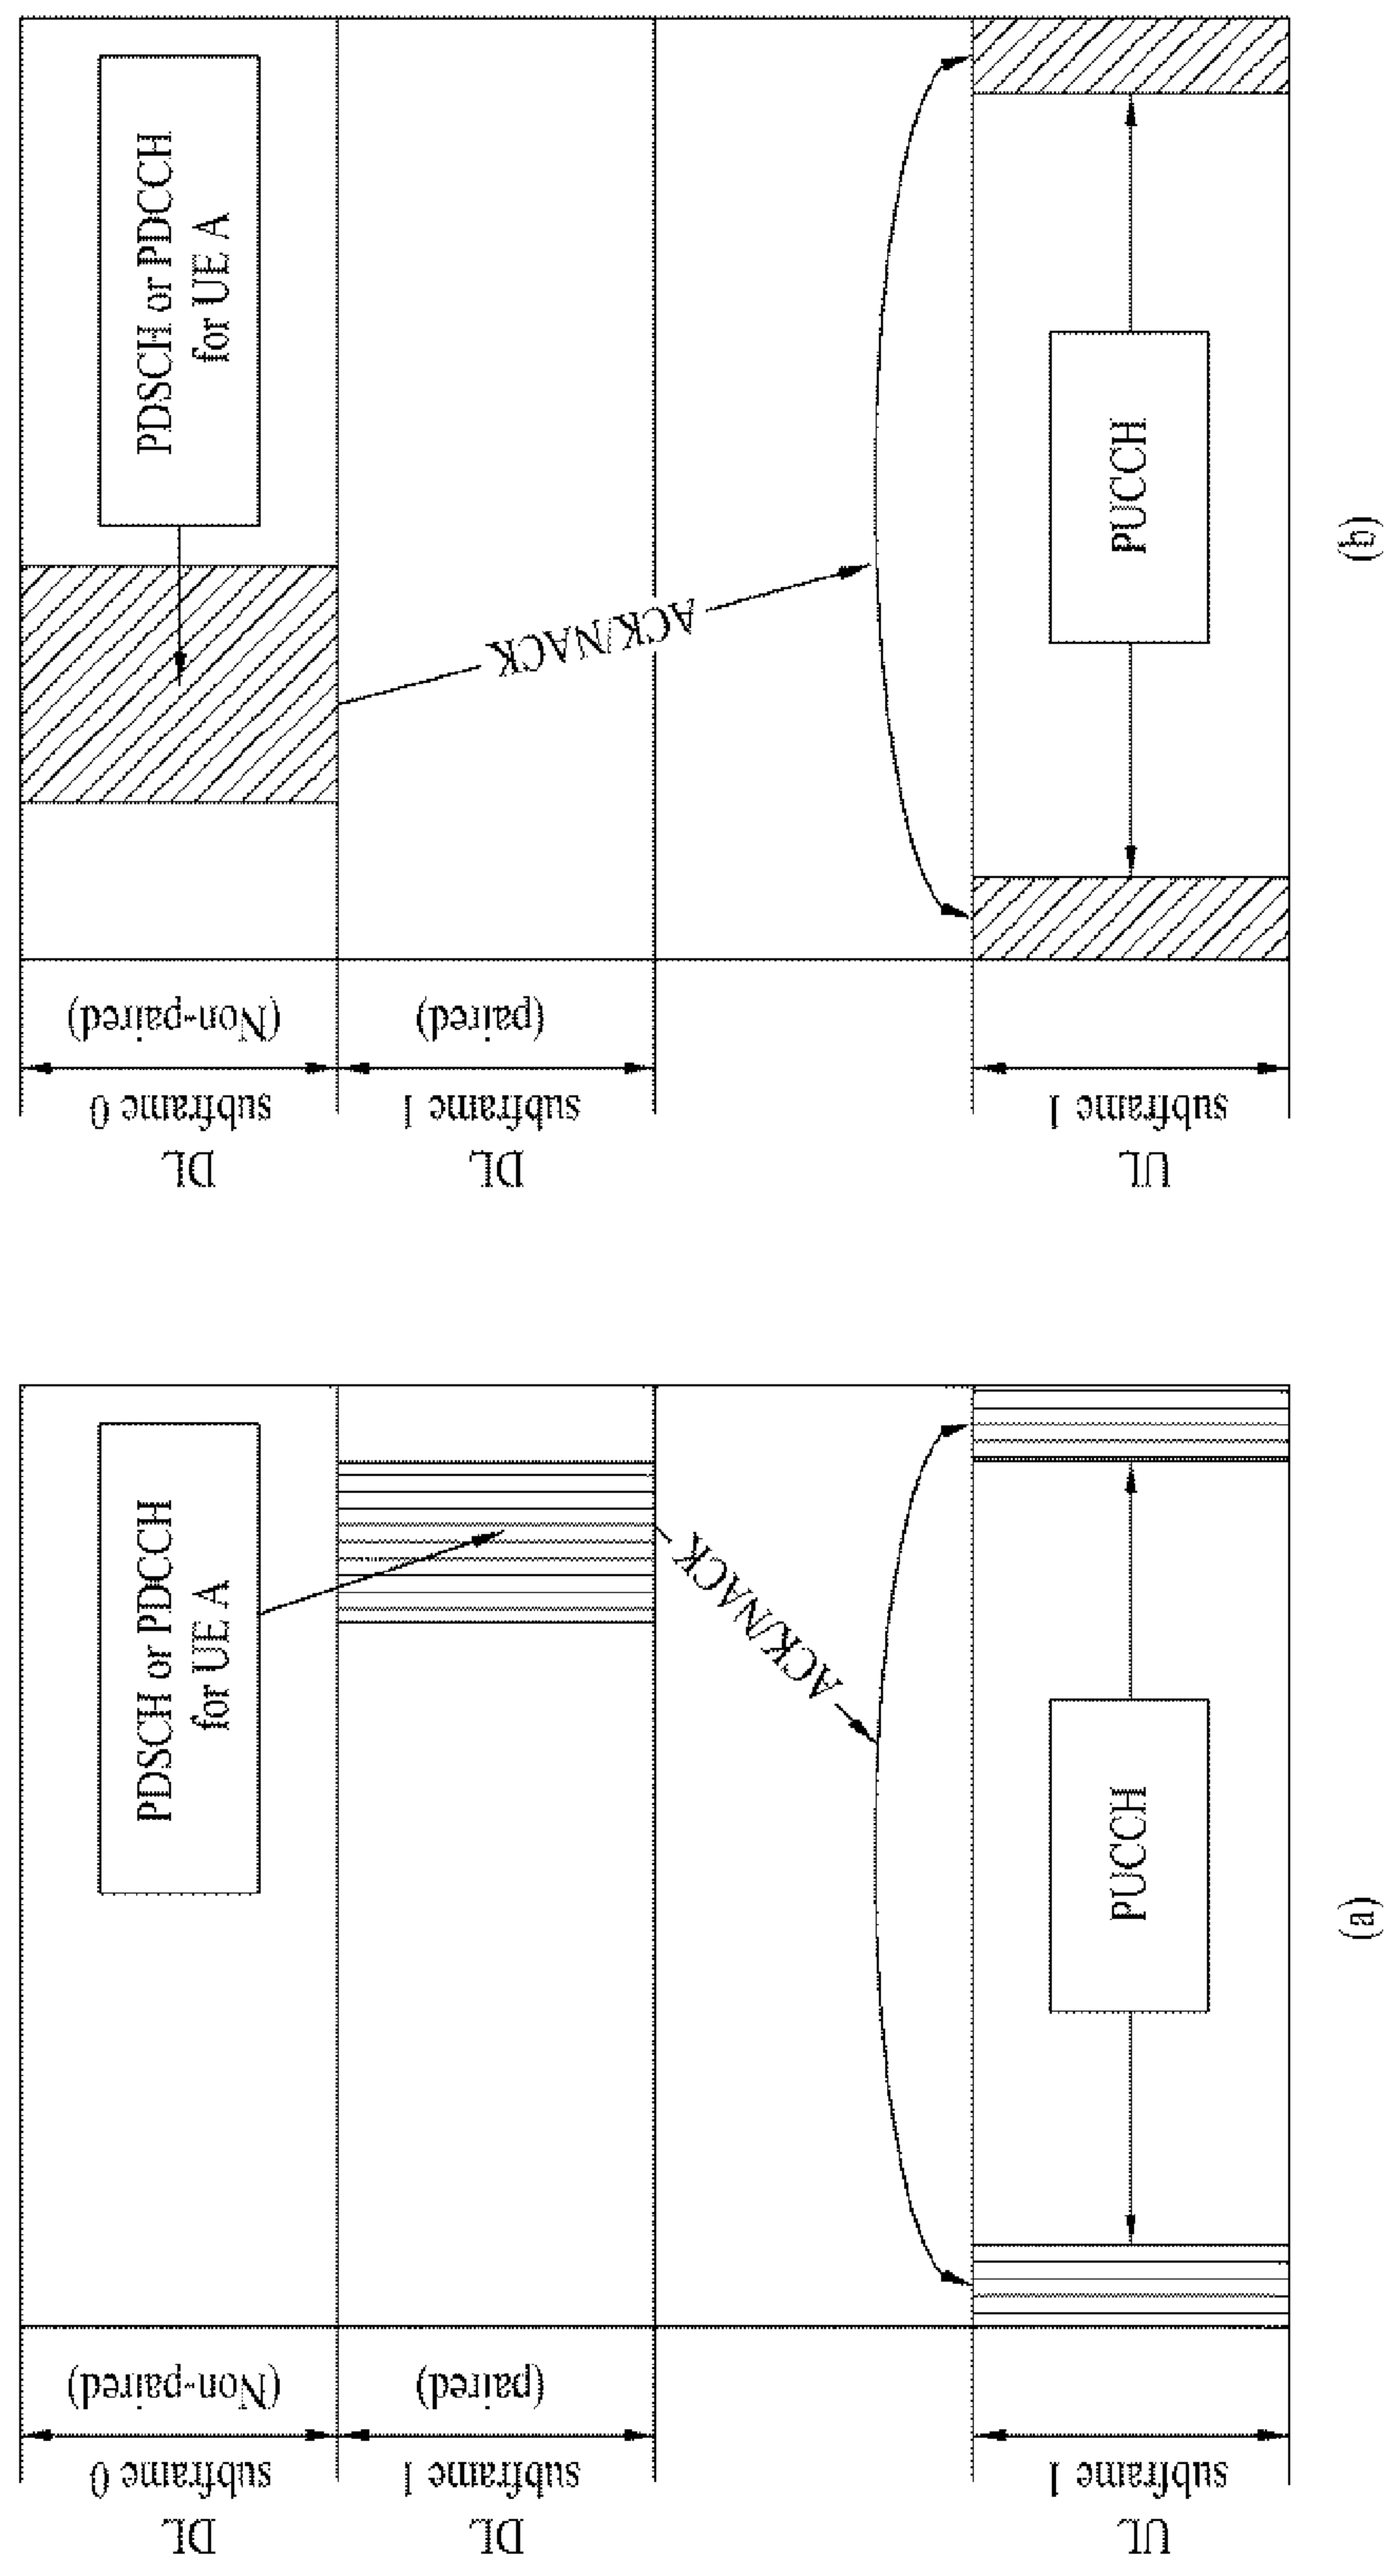 PDSCH or PDCCH
for UE A
ACK/NACK
PUCCH
DL
subframe 0
(Non-paired)
DL
subframe 1
(paired)
UL
subframe 1
(a)
PDSCH or PDCCH
for UE A
ACK/NACK
PUCCH
DL
subframe 0
(Non-paired)
DL
subframe 1
(paired)
UL
subframe 1
(b)